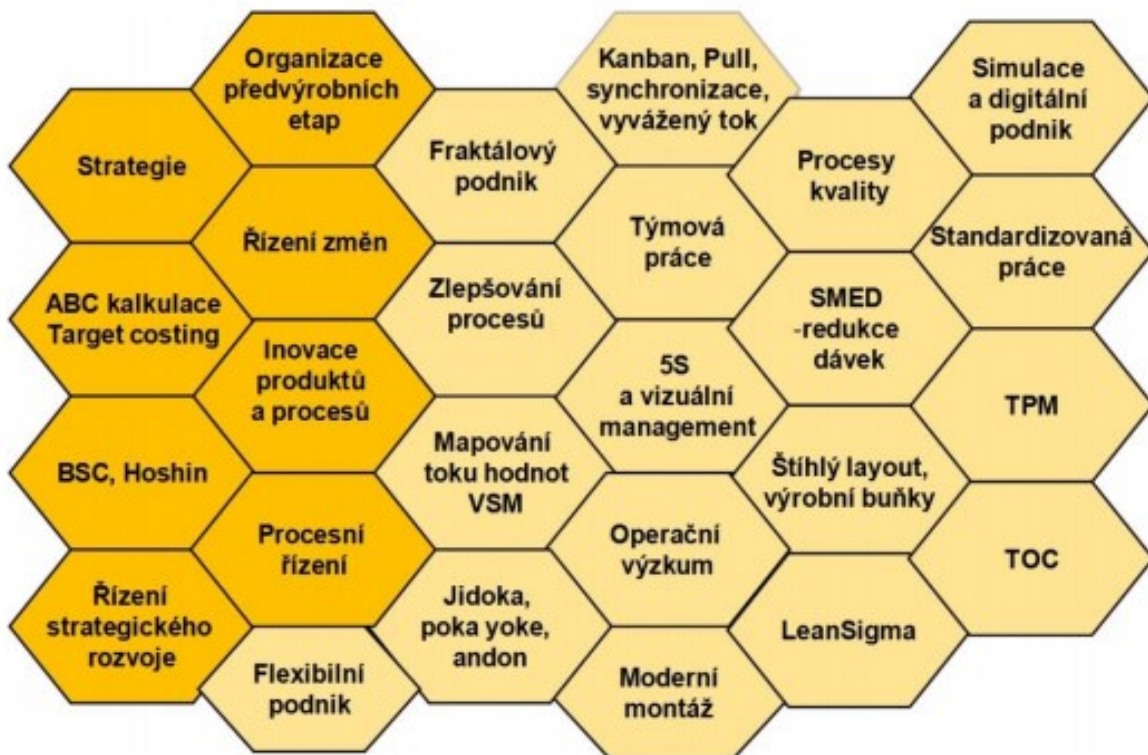 Strategie
ABC kalkulace
Target costing
BSC, Hoshin
Řízení
strategického
rozvoje
Organizace
předvýrobních
etap
Řízení změn
Inovace
produktů
a procesů
Procesní
řízení
Flexibilní
podnik
Fraktálový
podnik
Zlepšování
procesů
Mapování
toku hodnot
VSM
Jidoka,
poka yoke,
andon
Kanban, Pull,
synchronizace,
vyvážený tok
Týmová
práce
5S
a vizuální
management
Operační
výzkum
Moderní
montáž
Procesy
kvality
SMED
-redukce
dávek
Štíhlý layout,
výrobní buňky
LeanSigma
Simulace
a digitální
podnik
Standardizovaná
práce
TPM
TOC